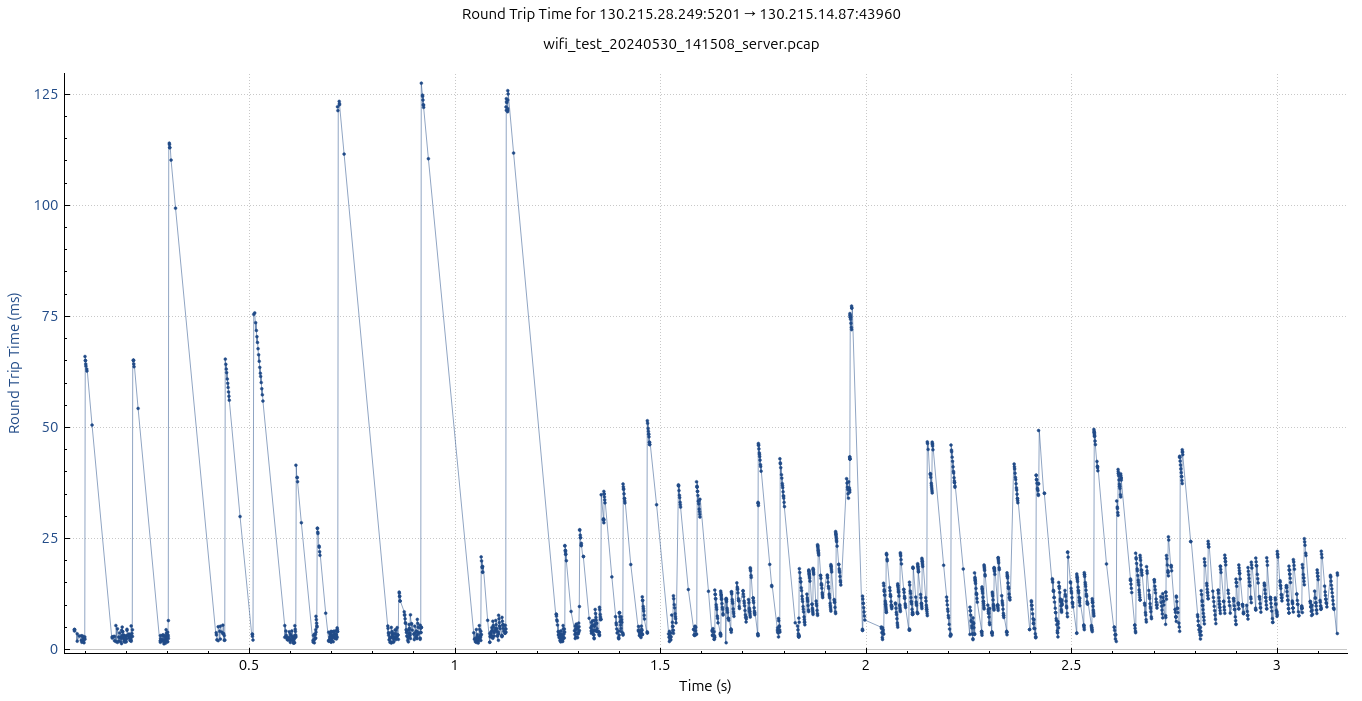 Round Trip Time for 130.215.28.249:5201 → 130.215.14.87:43960
wifi_test_20240530_141508_server.pcap
Round Trip Time (ms)
125
100
75
50
25
0
0.5 1 1.5 2 2.5 3
Time (s)